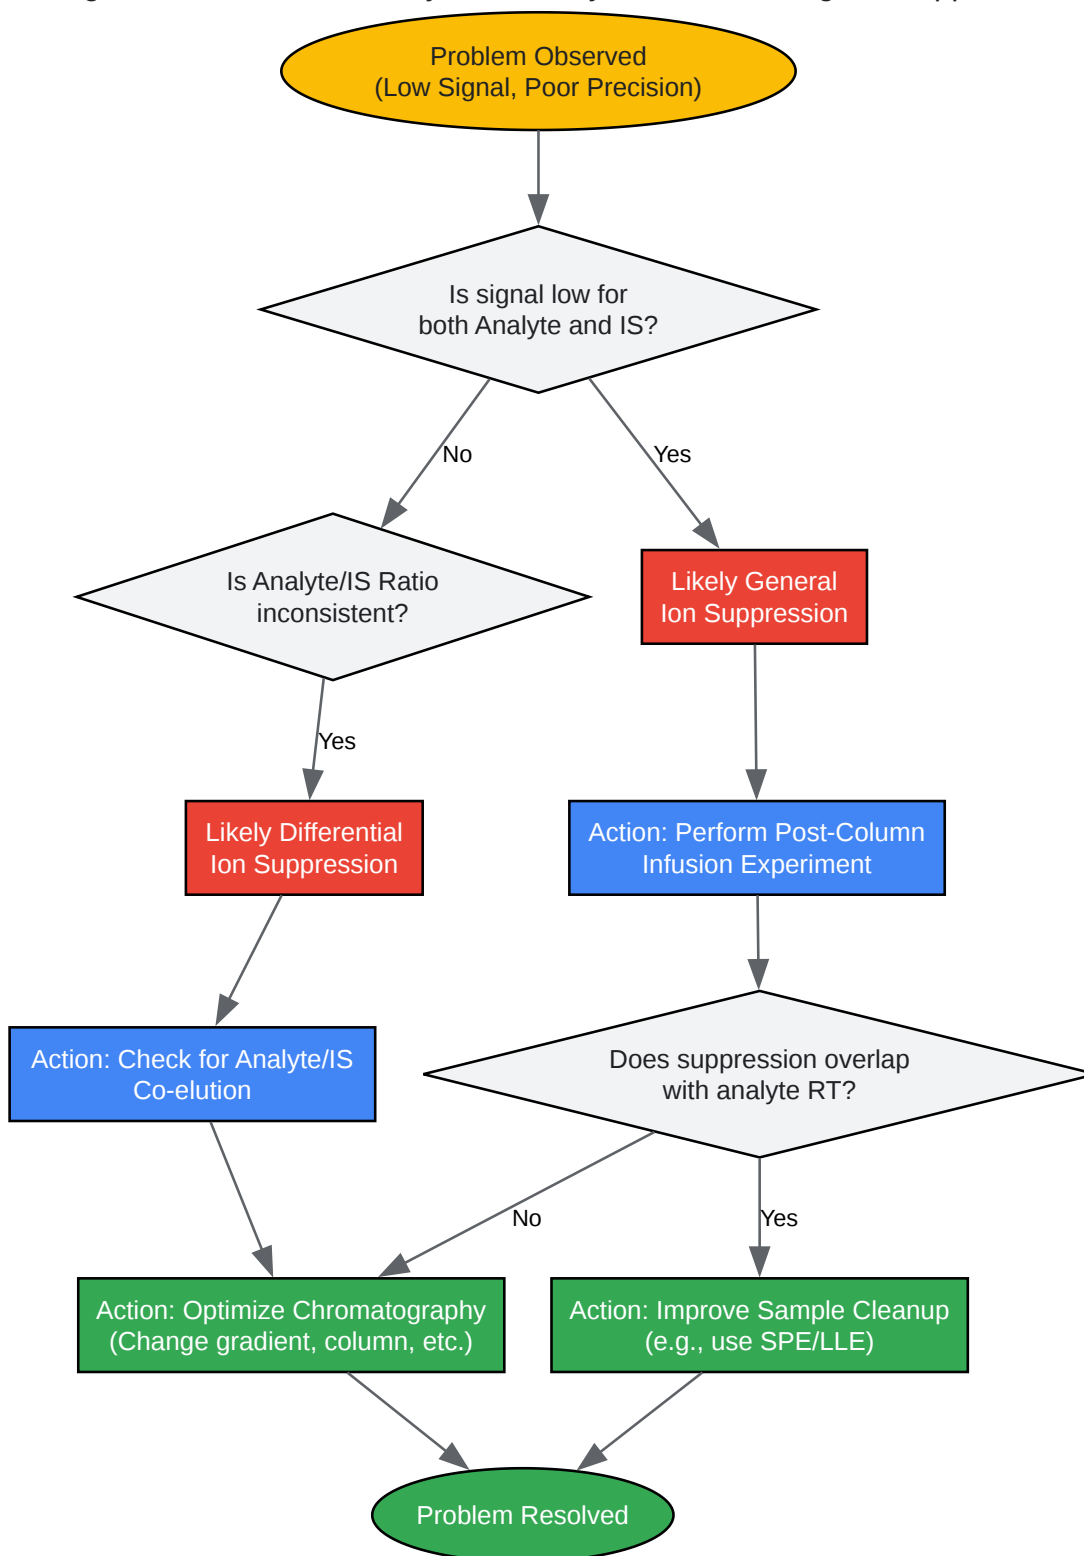 Problem Observed
(Low Signal, Poor Precision)
Is signal low for
both Analyte and IS?
No
Yes
Is Analyte/IS Ratio
inconsistent?
Likely General
Ion Suppression
Yes
Likely Differential
Ion Suppression
Action: Perform Post-Column
Infusion Experiment
Action: Check for Analyte/IS
Co-elution
Does suppression overlap
with analyte RT?
No
Yes
Action: Optimize Chromatography
(Change gradient, column, etc.)
Action: Improve Sample Cleanup
(e.g., use SPE/LLE)
Problem Resolved